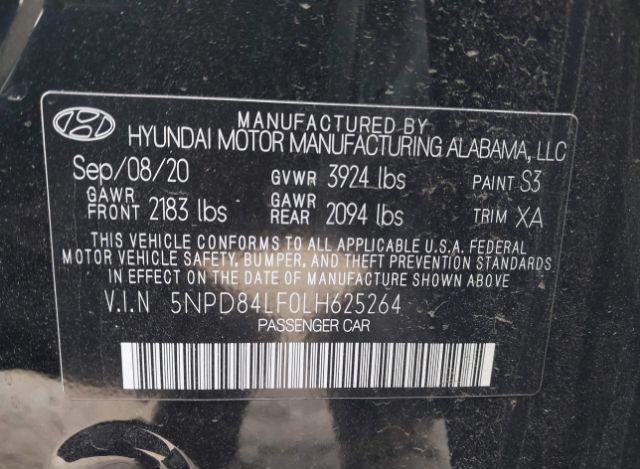 MANUFACTURED BY
HYUNDAI MOTOR MANUFACTURING ALABAMA, LLC
Sep/08/20 GVWR 3924 lbs PAINT S3
GAWR FRONT 2183 lbs GAWR REAR 2094 lbs TRIM XA
THIS VEHICLE CONFORMS TO ALL APPLICABLE U.S.A. FEDERAL
MOTOR VEHICLE SAFETY, BUMPER, AND THEFT PREVENTION STANDARDS
IN EFFECT ON THE DATE OF MANUFACTURE SHOWN ABOVE.
V.I.N 5NPD84LF0LH625264
PASSENGER CAR